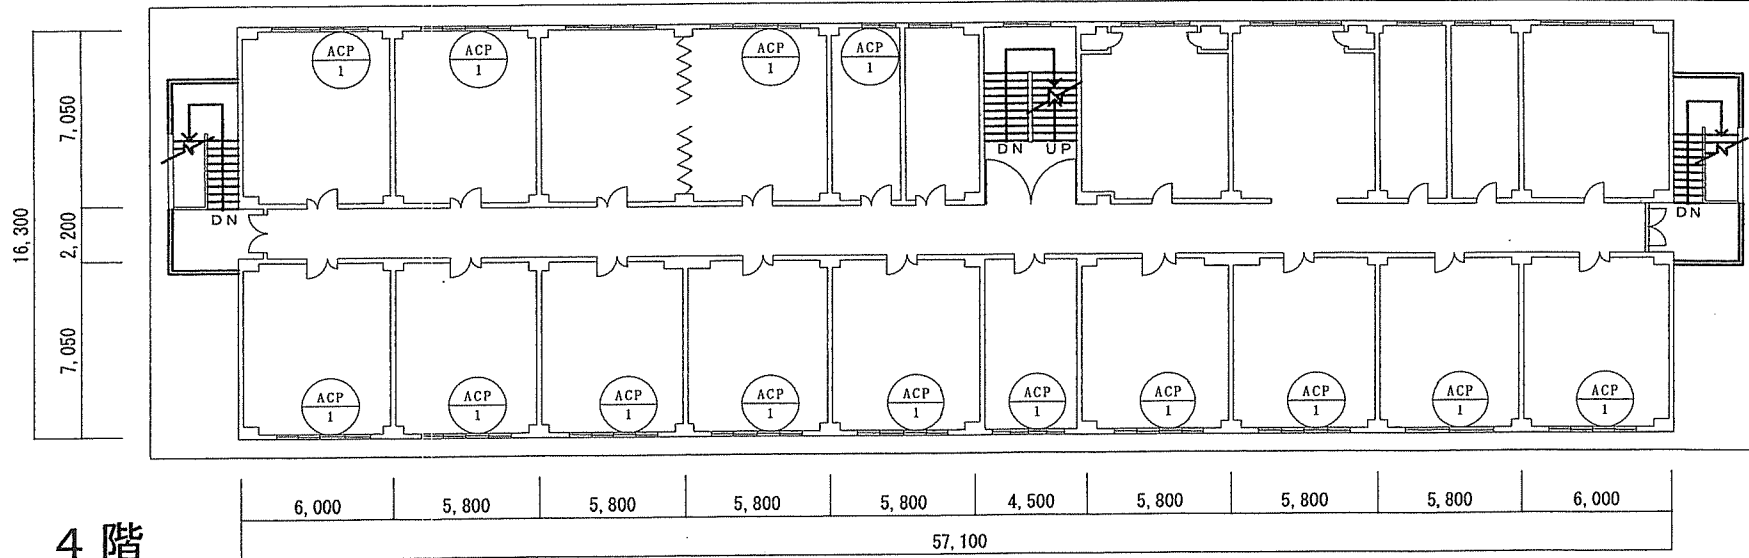 ACP
1
ACP
1
ACP
1
ACP
1
16,300
7,050
2,200
7,050
DN
DN UP
DN
ACP
1
ACP
1
ACP
1
ACP
1
ACP
1
ACP
1
ACP
1
ACP
1
ACP
1
ACP
1
6,000 5,800 5,800 5,800 5,800 4,500 5,800 5,800 5,800 6,000
57,100
4階